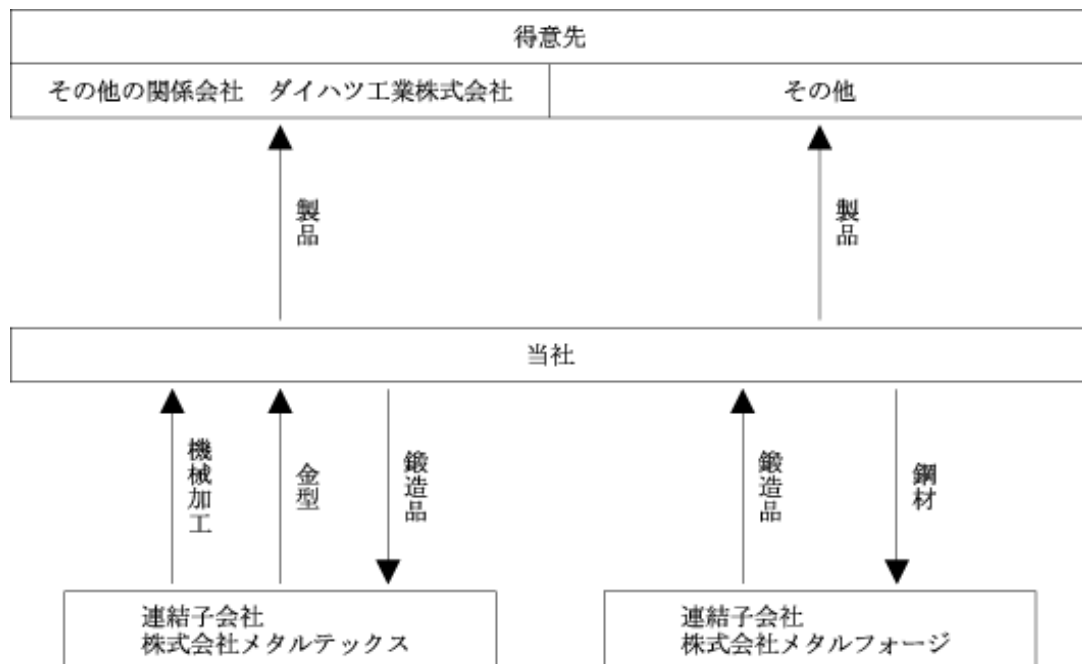 得意先
その他の関係会社　ダイハツ工業株式会社
その他
製品
製品
当社
機械加工
金型
鍛造品
鍛造品
鋼材
連結子会社
株式会社メタルテックス
連結子会社
株式会社メタルフォージ